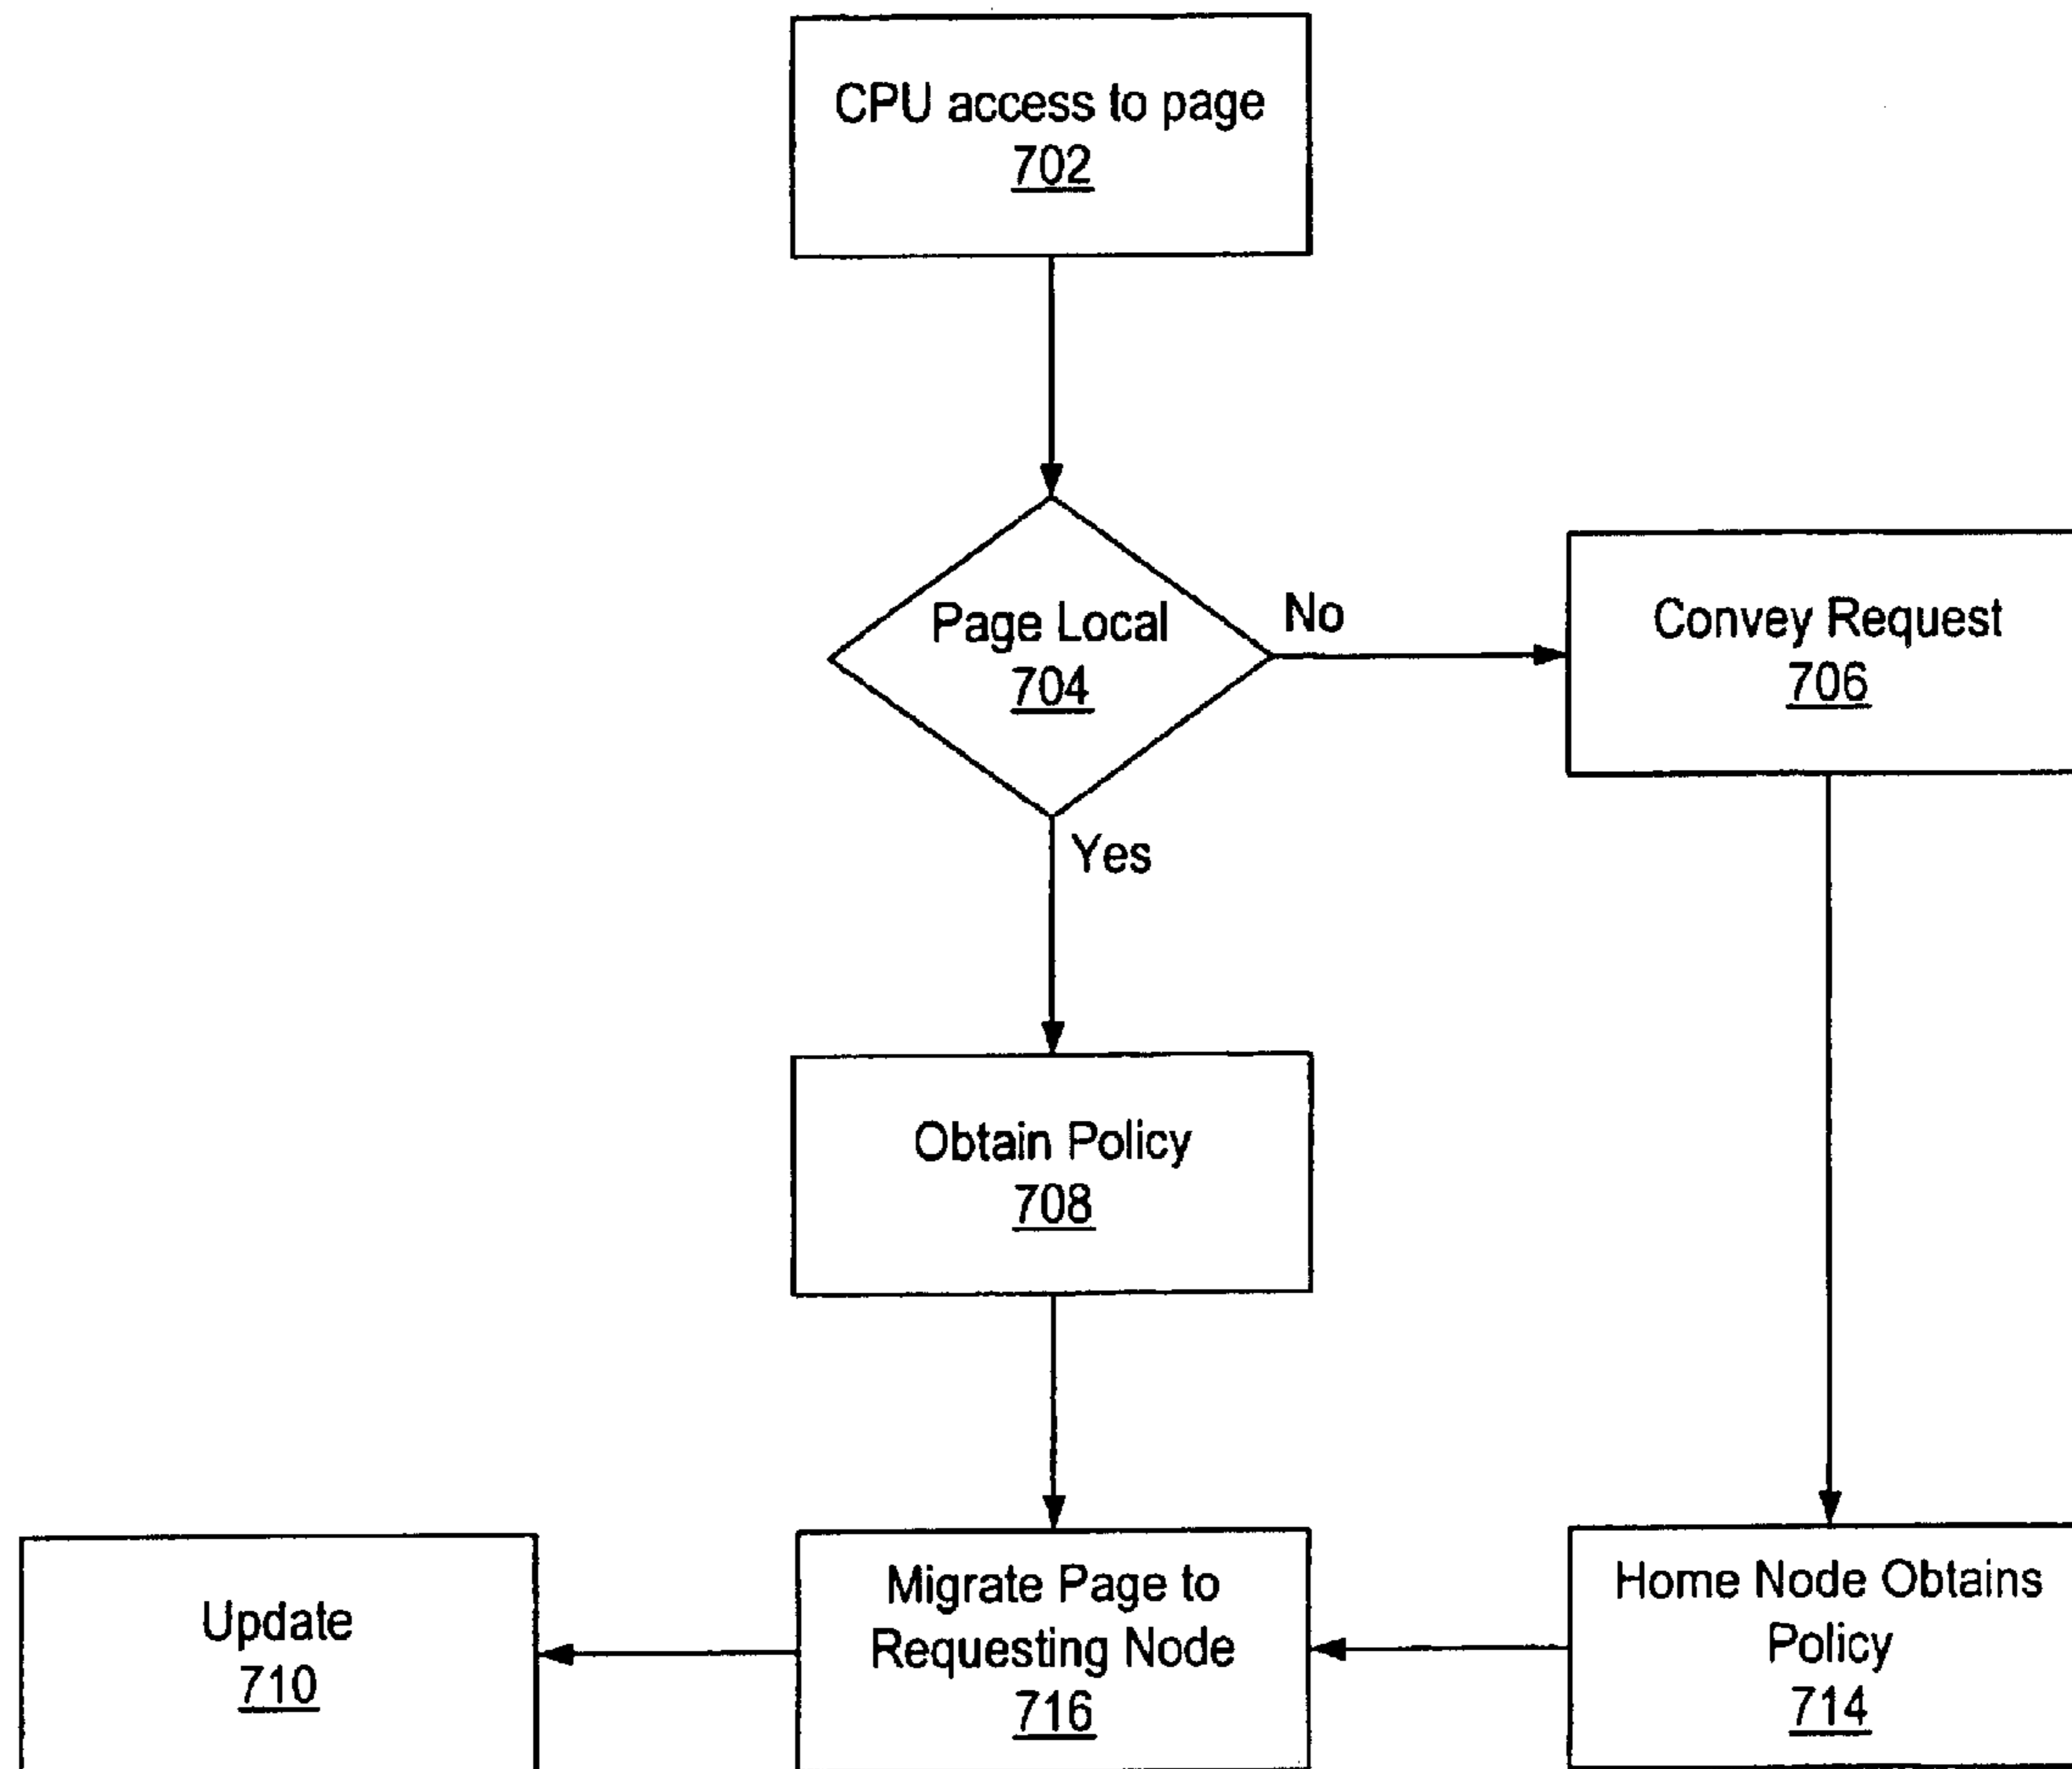 CPU access to page
702
Page Local
704
No
Convey Request
706
Yes
Obtain Policy
708
Update
710
Migrate Page to
Requesting Node
716
Home Node Obtains
Policy
714